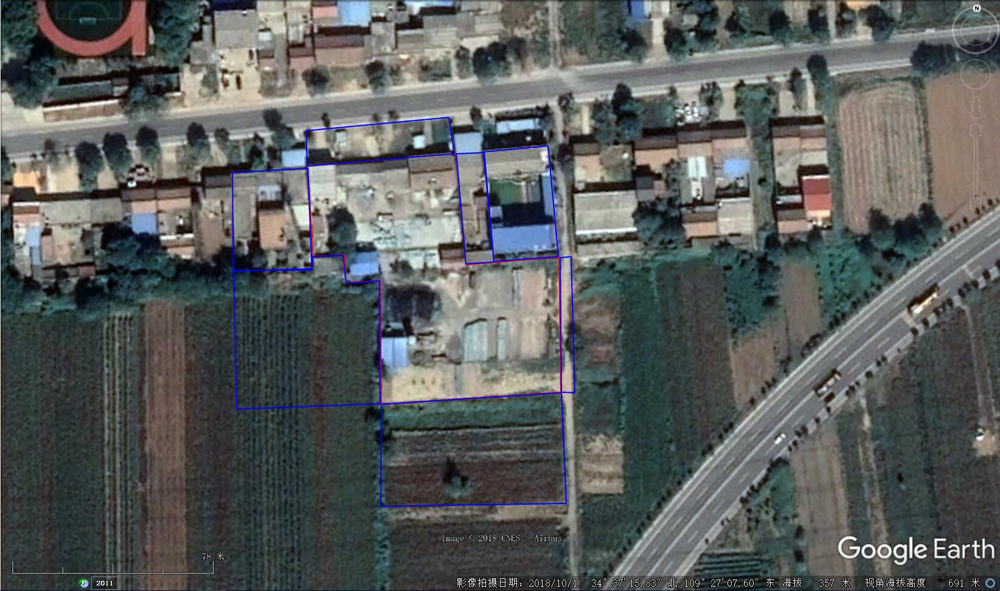 N
Image © 2018 CNES / Airbus
78 米
Google Earth
2011
影像拍摄日期: 2018/10/1 34°37'15.83" 北 109°27'07.60" 东 海拔 357 米 视角海拔高度 691 米